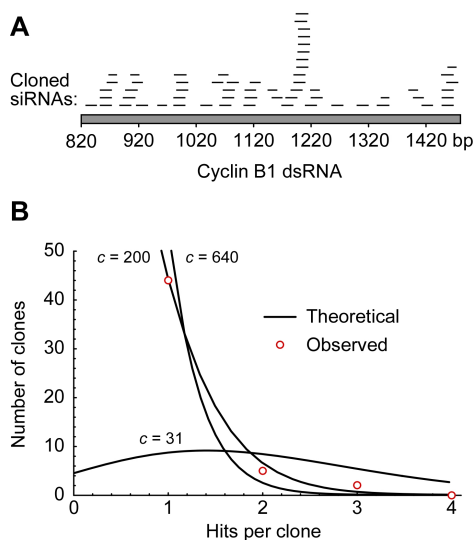 A
Cloned
siRNAs:
820 920 1020 1120 1220 1320 1420 bp
Cyclin B1 dsRNA
B
50
c = 200 c = 640
40
Theoretical
30
Observed
Number of clones
20
c = 31
10
0
0 1 2 3 4
Hits per clone